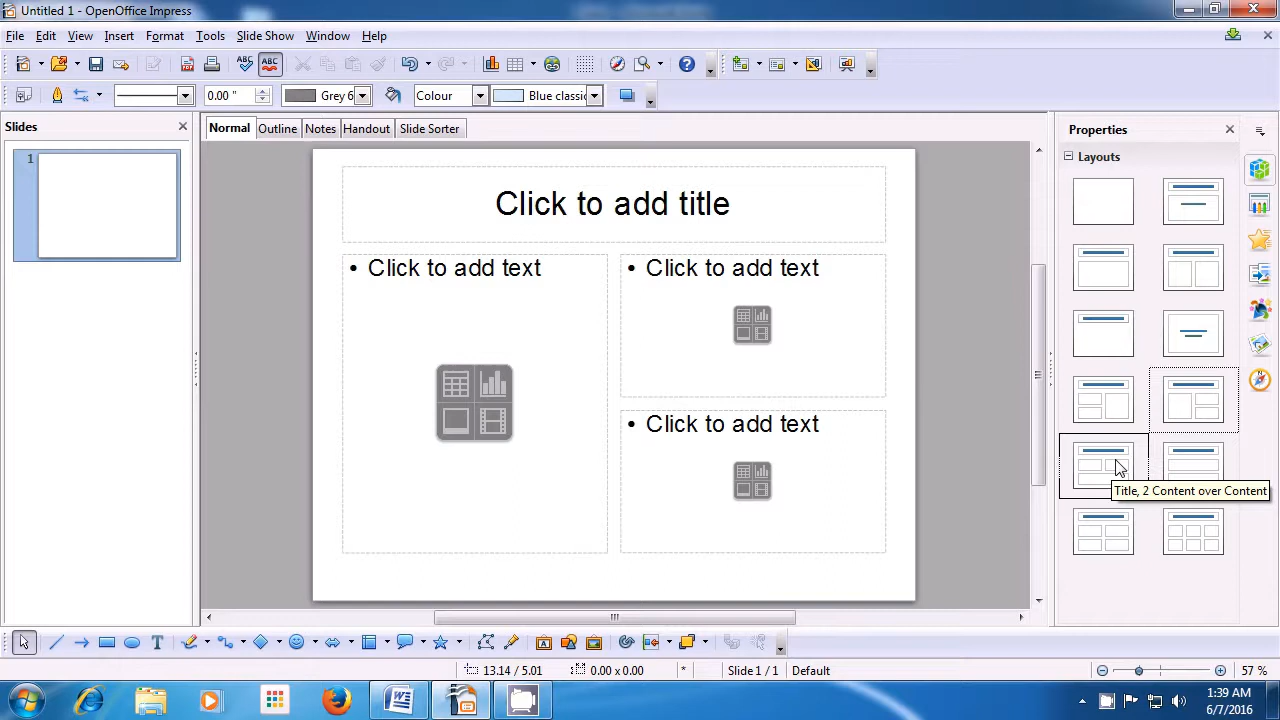 Untitled 1 - OpenOffice Impress
File Edit View Insert Format Tools Slide Show Window Help
ABC ABC
0.00 " Grey 6 Colour Blue classic
Slides
Normal Outline Notes Handout Slide Sorter
Properties
Layouts
1
Click to add title
• Click to add text
• Click to add text
• Click to add text
Title, 2 Content over Content
13.14 / 5.01 0.00 x 0.00 * Slide 1 / 1 Default 57 %
1:39 AM
6/7/2016